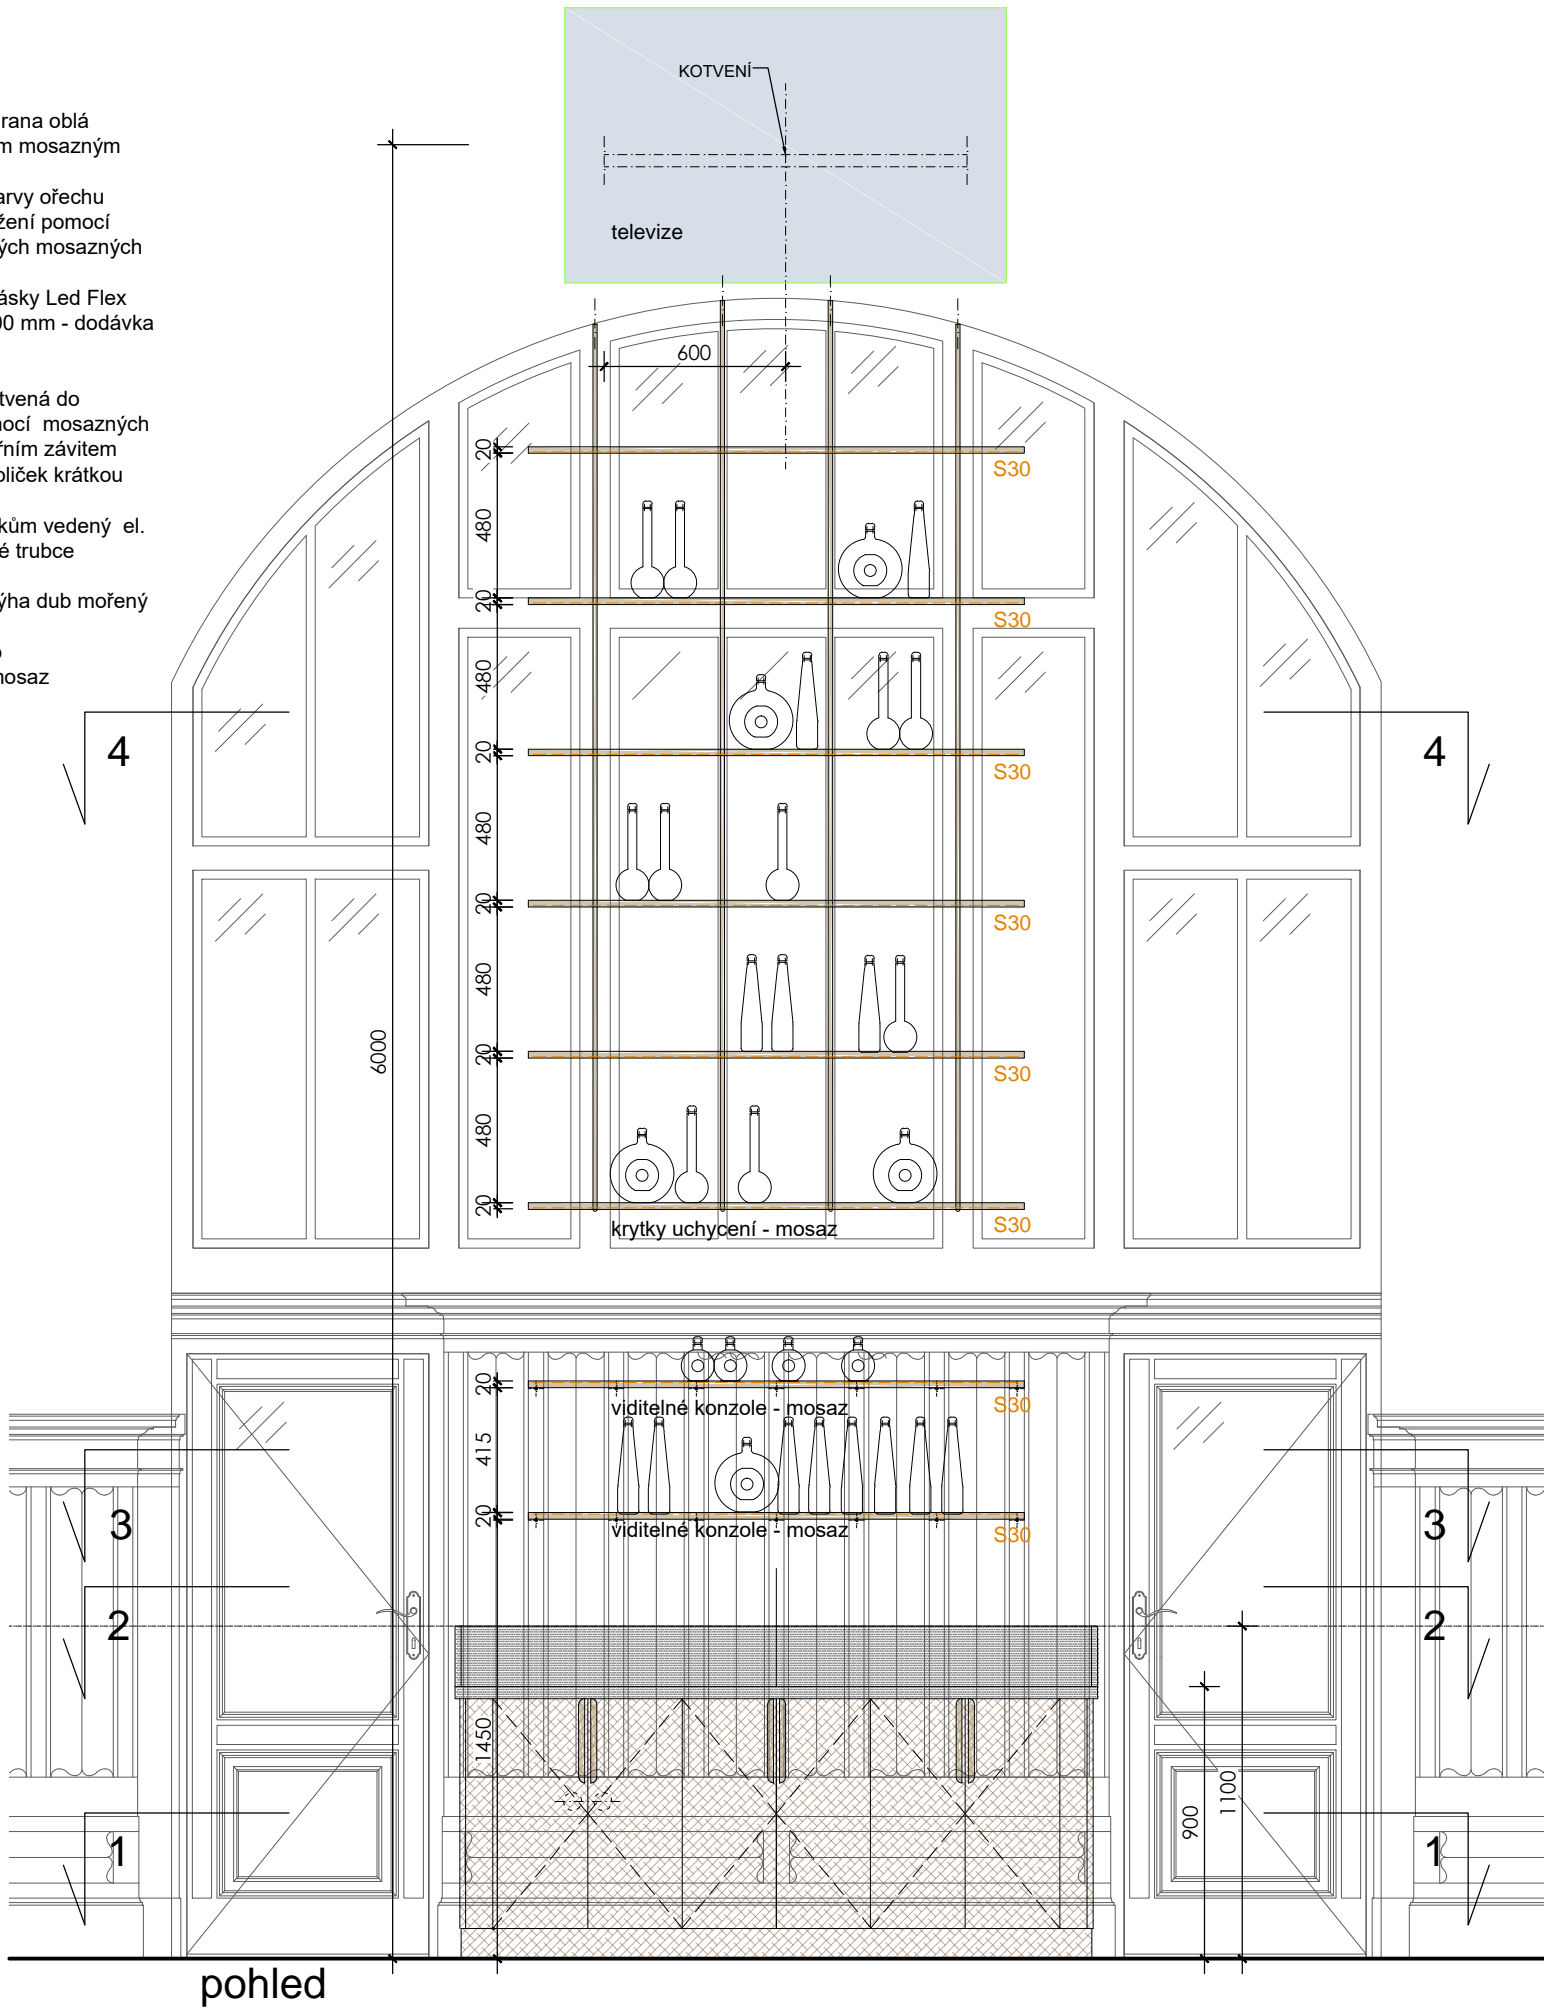 KOTVENÍ
televize
rana oblá
m mosazným
arvy ořechu
žení pomocí
ých mosazných
ásky Led Flex
00 mm - dodávka
tvená do
nocí mosazných
řním závitem
oliček krátkou
kům vedený el.
é trubce
ýha dub mořený
mosaz
600
20
S30
480
20
S30
480
4
4
20
S30
480
20
S30
480
6000
20
S30
480
20
S30
krytky uchycení - mosaz
20
S30
viditelné konzole - mosaz
415
20
viditelné konzole - mosaz
S30
3
3
2
2
1450
1100
900
1
1
pohled